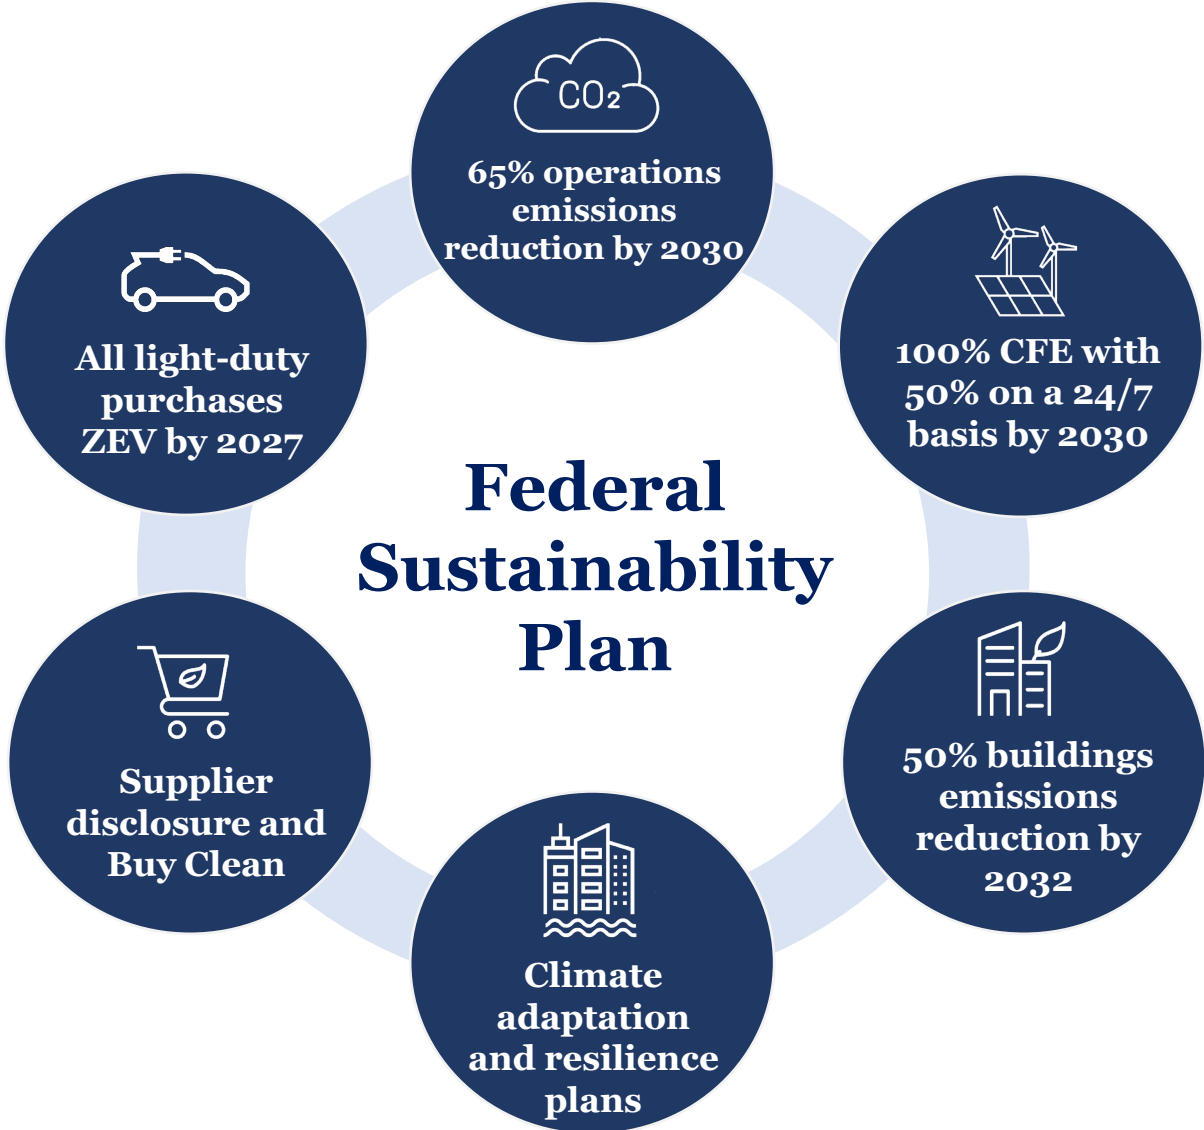 CO₂
65% operations
emissions
reduction by 2030
100% CFE with
50% on a 24/7
basis by 2030
50% buildings
emissions
reduction by
2032
Climate
adaptation
and resilience
plans
Supplier
disclosure and
Buy Clean
All light-duty
purchases
ZEV by 2027
Federal
Sustainability
Plan